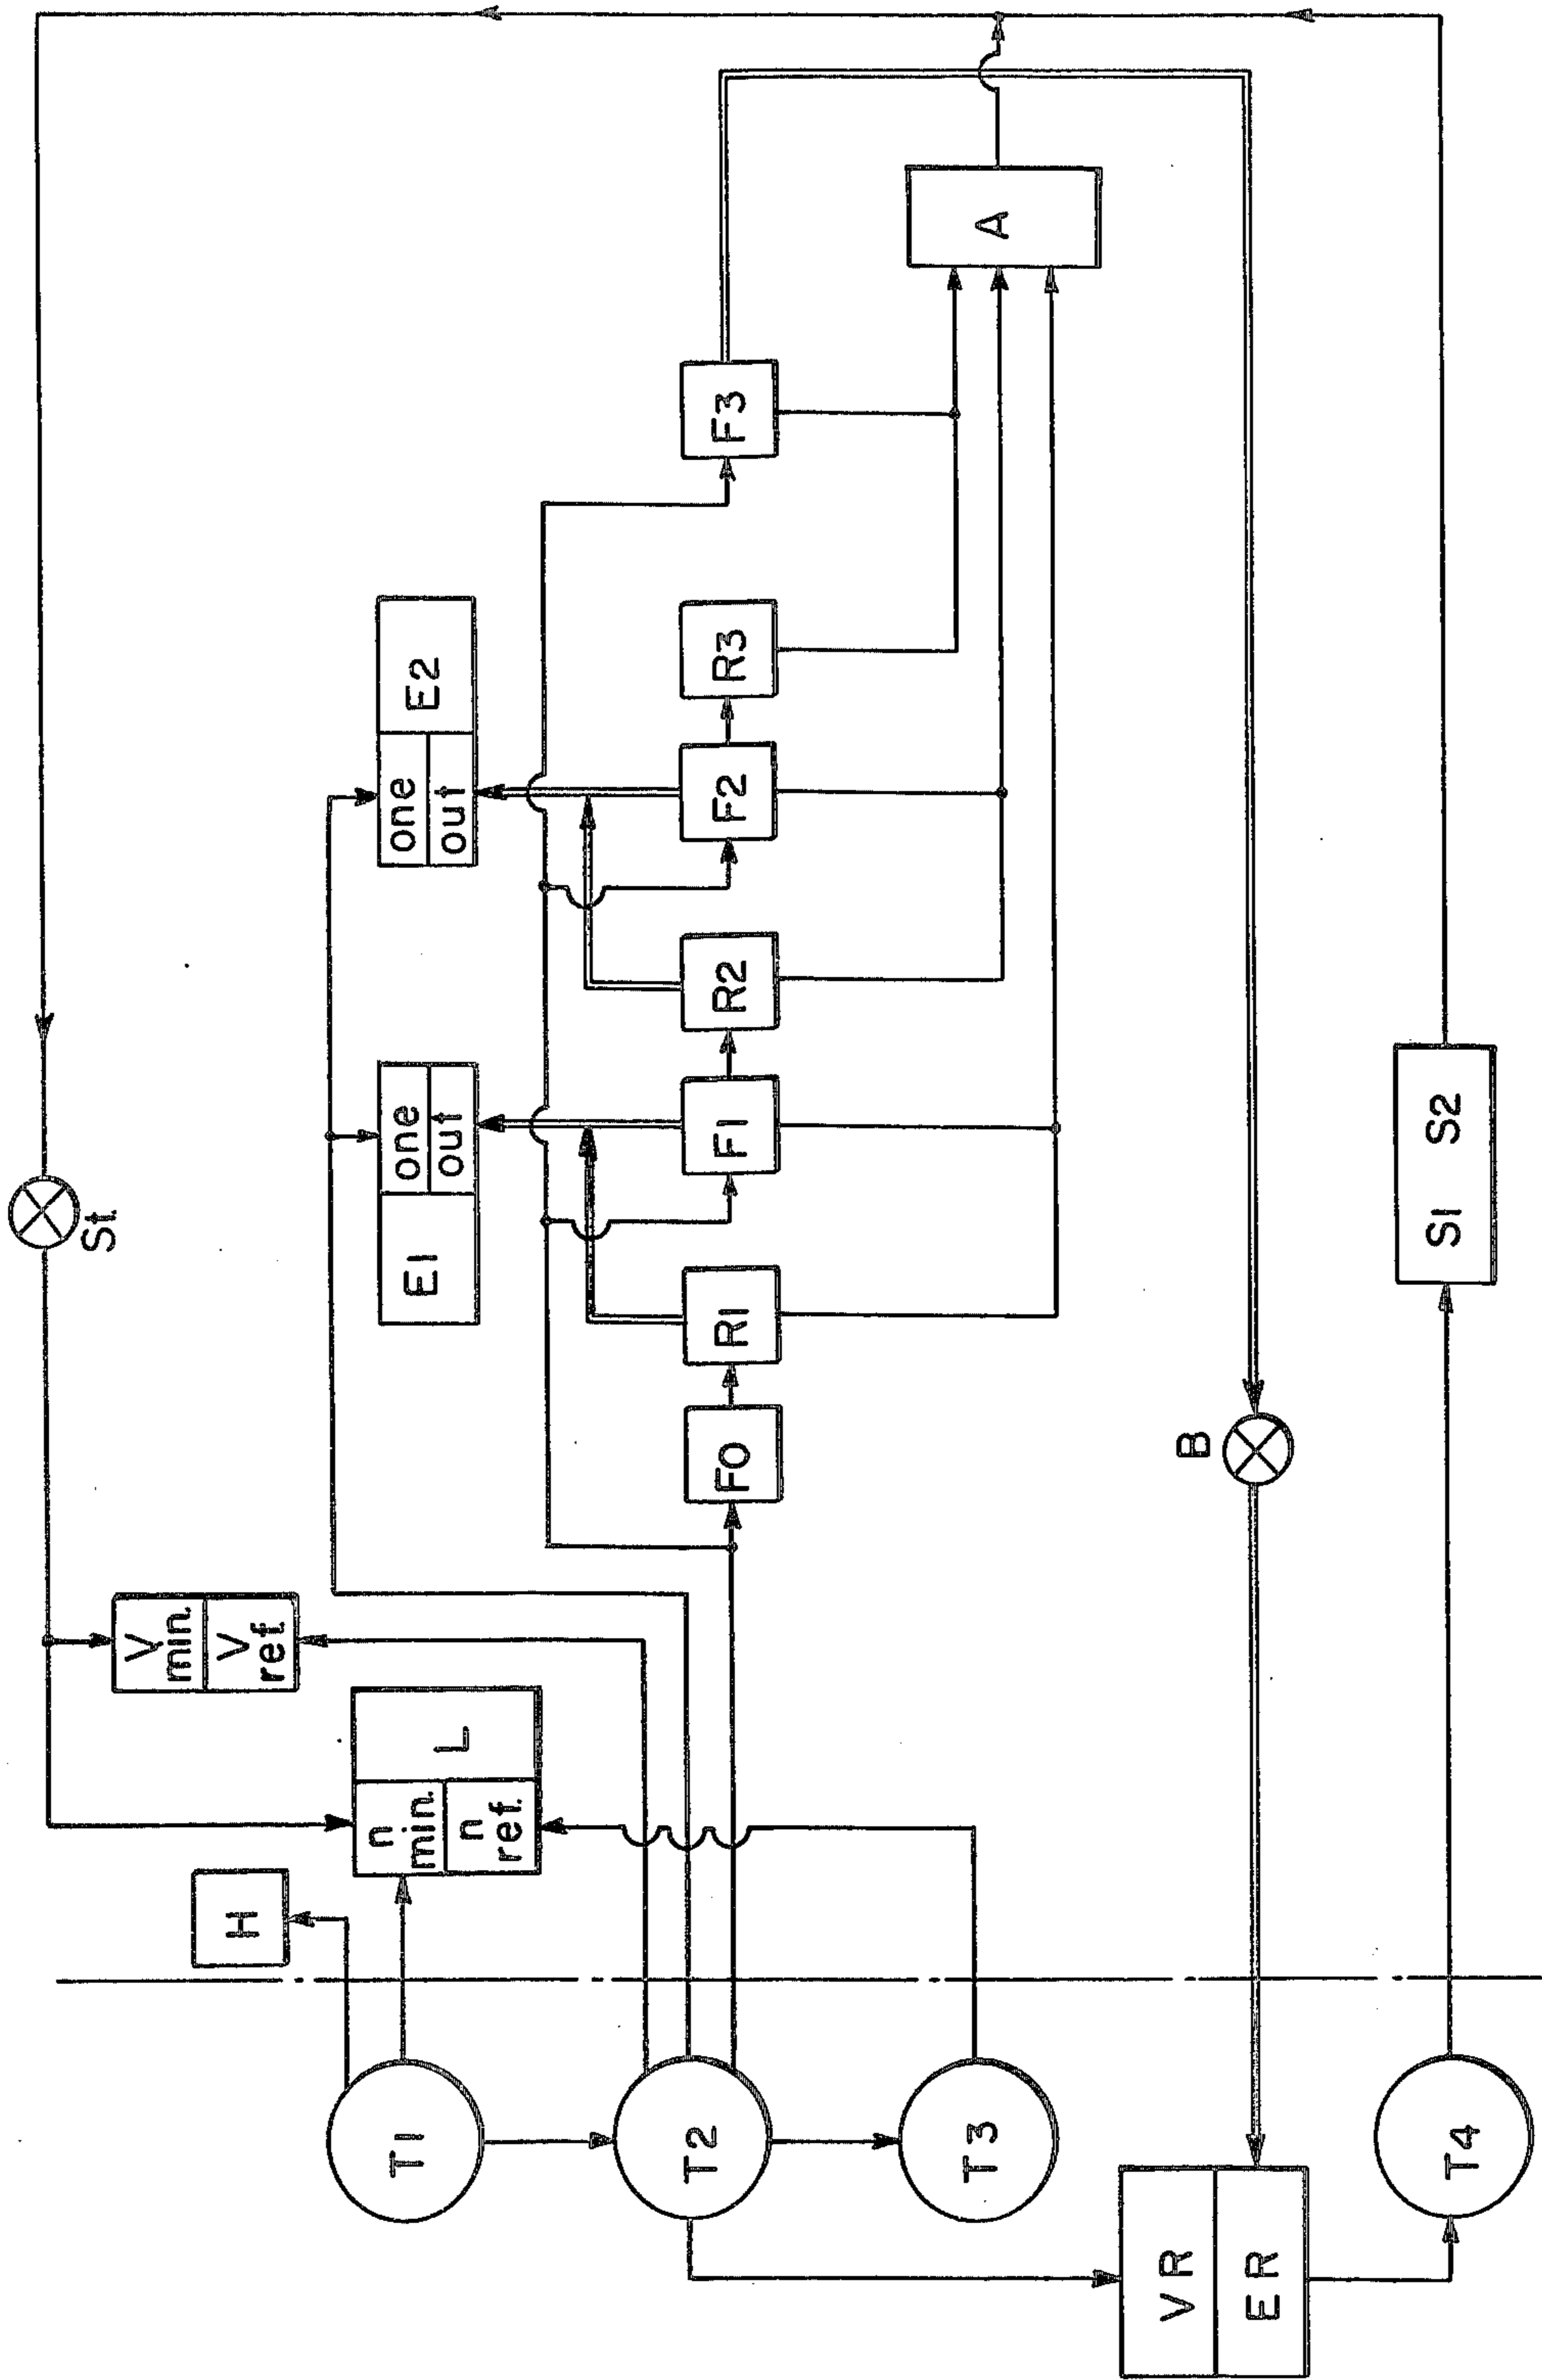 St.
V
min.
V
ref.
H
n
min.
n
ref.
L
E1
one
out
one
out
E2
F0
R1
F1
R2
F2
R3
F3
A
B
T1
T2
T3
VR
ER
T4
S1 S2